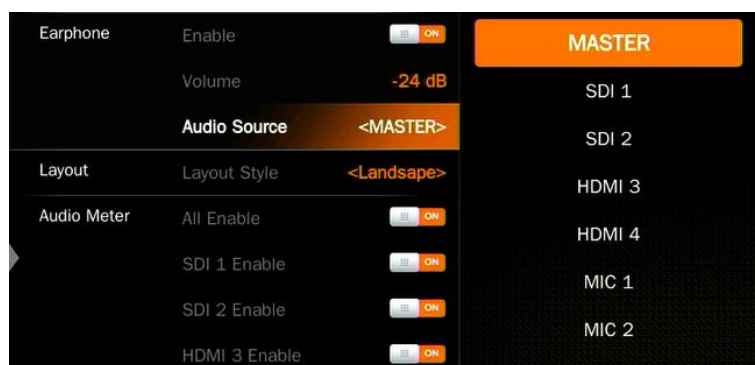 Earphone Enable ON
Volume -24 dB
Audio Source <MASTER>
Layout Layout Style <Landsape>
Audio Meter All Enable ON
SDI 1 Enable ON
SDI 2 Enable ON
HDMI 3 Enable ON
MASTER
SDI 1
SDI 2
HDMI 3
HDMI 4
MIC 1
MIC 2